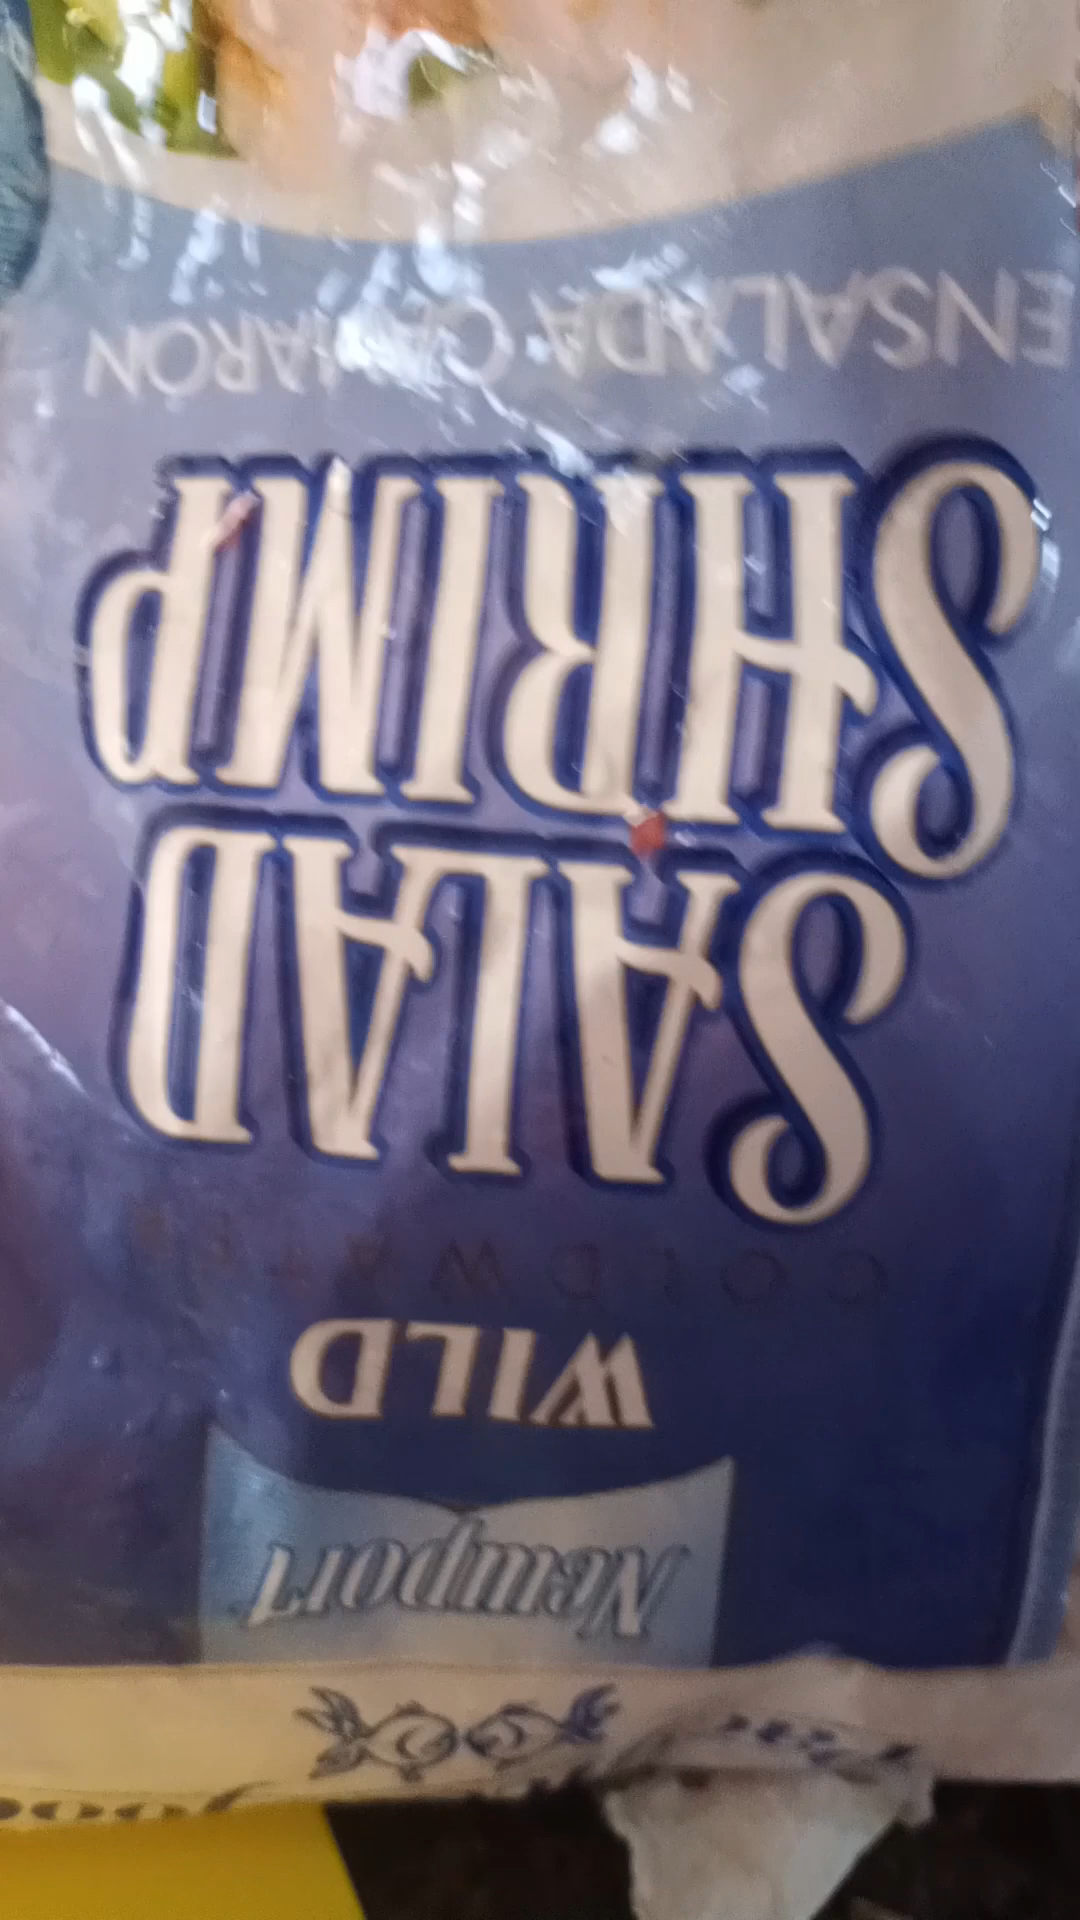 Newport
WILD
COLDWATER
SALAD
SHRIMP
ENSALADA CAMARON